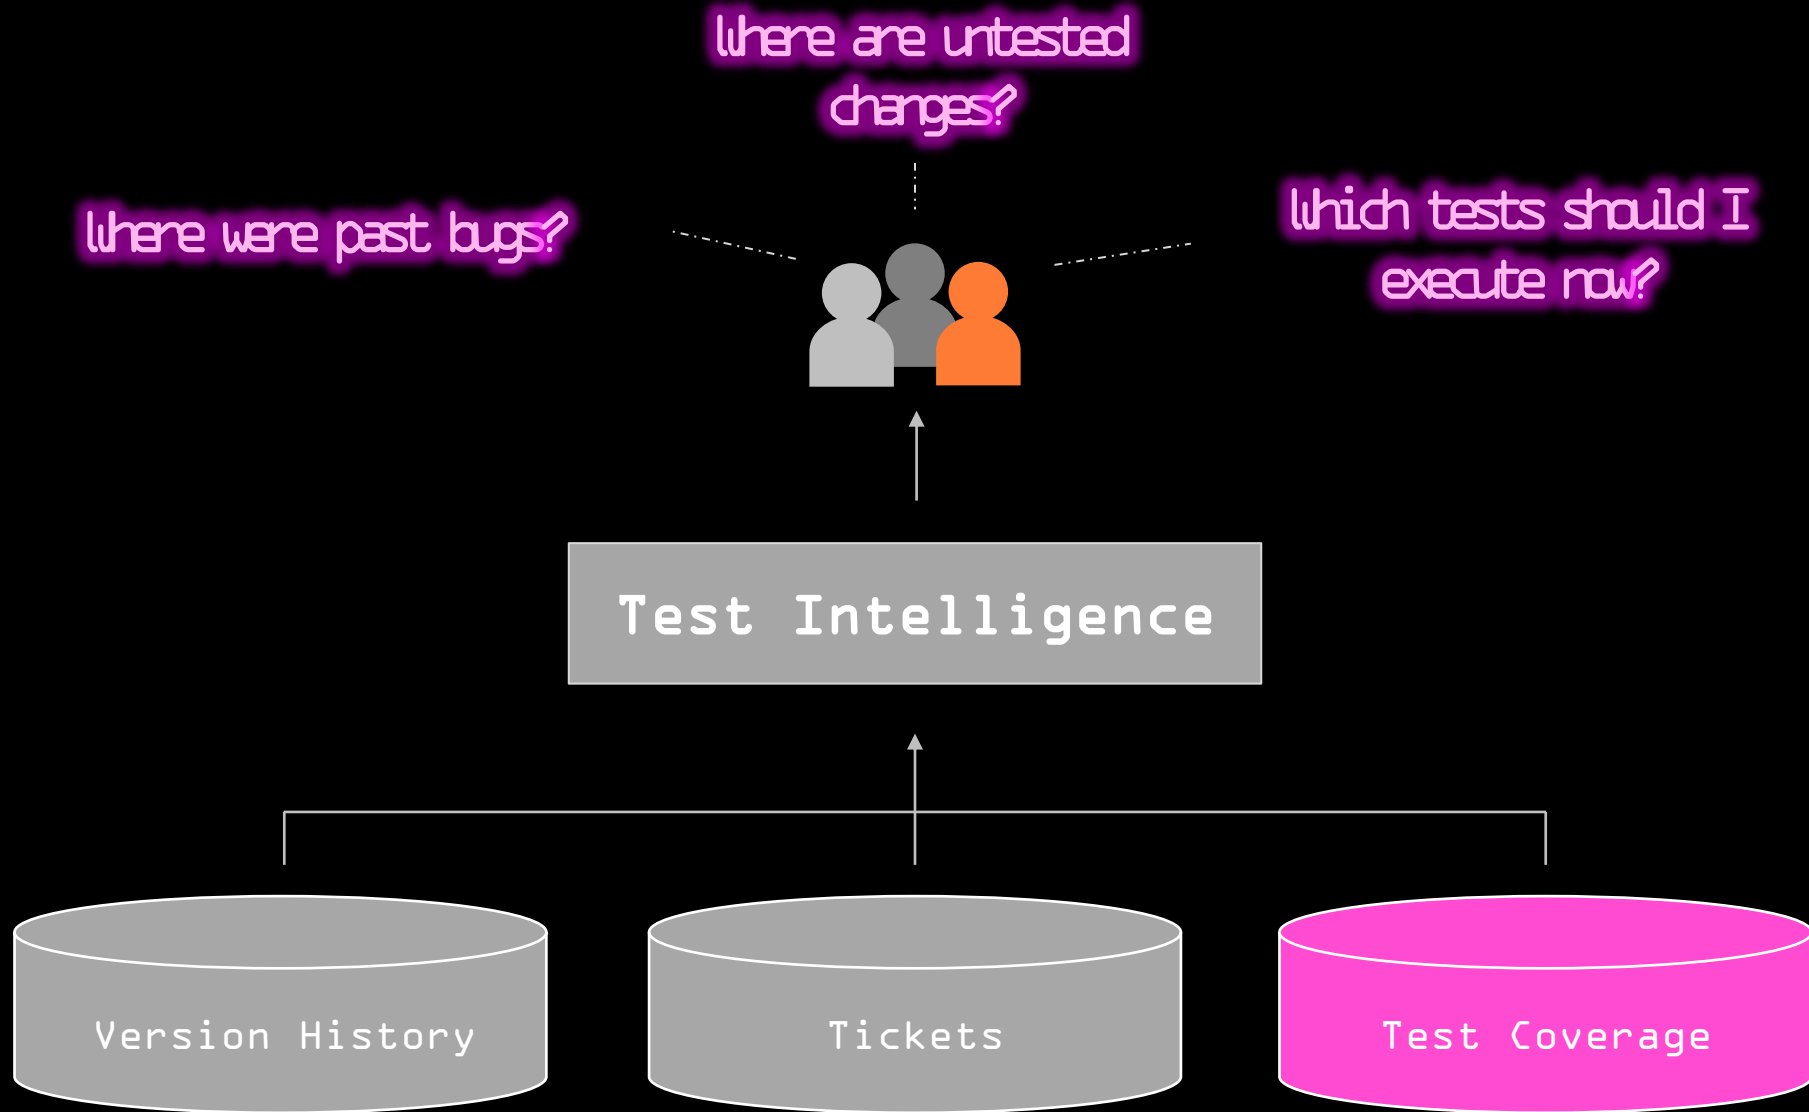 Where are untested
changes?
Where were past bugs?
Which tests should I
execute now?
Test Intelligence
Version History
Tickets
Test Coverage